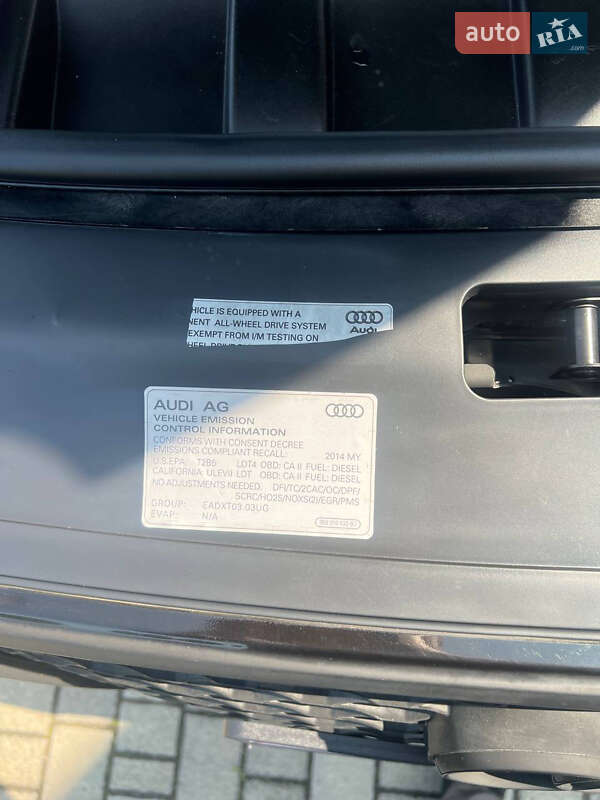 auto RIA.com
HICLE IS EQUIPPED WITH A
NENT ALL-WHEEL DRIVE SYSTEM
EXEMPT FROM I/M TESTING ON
Audi
AUDI AG
VEHICLE EMISSION
CONTROL INFORMATION
CONFORMS WITH CONSENT DECREE
EMISSIONS COMPLIANT RECALL: 2014 MY
U.S.EPA: T2B5 LDT4 OBD: CA II FUEL: DIESEL
CALIFORNIA: ULEVII LDT OBD: CA II FUEL: DIESEL
NO ADJUSTMENTS NEEDED. DFI/TC/2CAC/OC/DPF/
SCRC/HO2S/NOXS(2)/EGR/PMS
GROUP: EADXT03.03UG
EVAP: N/A